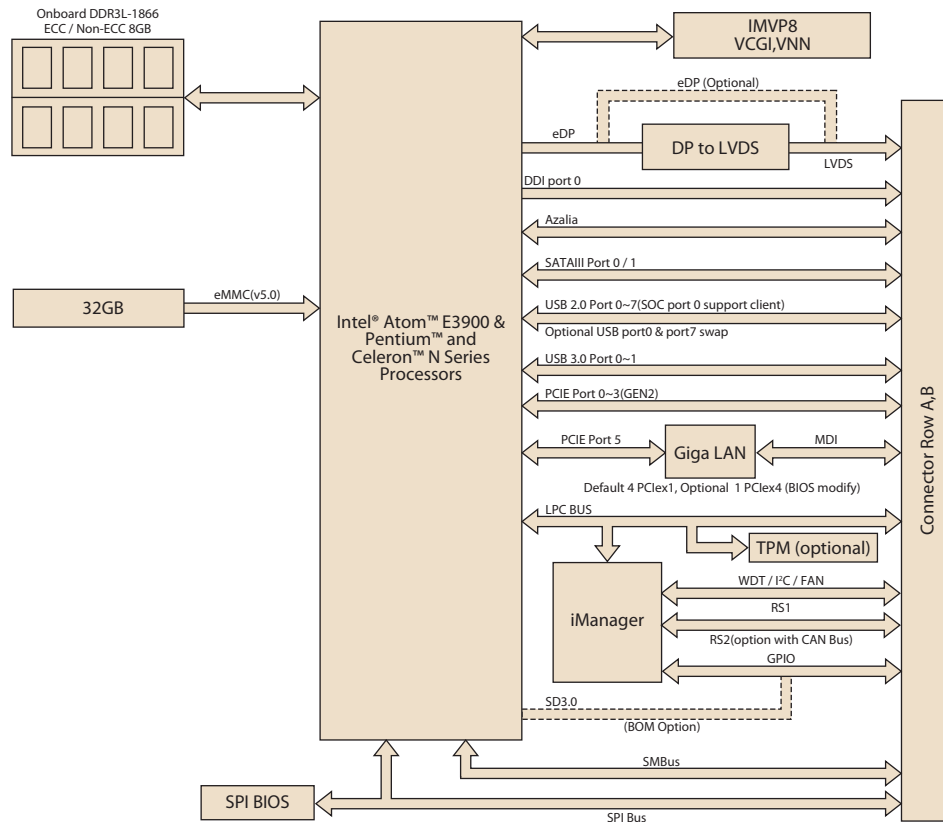 Onboard DDR3L-1866
ECC / Non-ECC 8GB
IMVP8
VCGI,VNN
eDP (Optional)
eDP
DP to LVDS
LVDS
DDI port 0
Azalia
SATAIII Port 0 / 1
32GB
eMMC(v5.0)
Intel® Atom™ E3900 &
Pentium™ and
Celeron™ N Series
Processors
USB 2.0 Port 0~7(SOC port 0 support client)
Optional USB port0 & port7 swap
USB 3.0 Port 0~1
PCIE Port 0~3(GEN2)
PCIE Port 5
Giga LAN
MDI
Default 4 PCIex1, Optional 1 PCIex4 (BIOS modify)
LPC BUS
TPM (optional)
iManager
WDT / I²C / FAN
RS1
RS2(option with CAN Bus)
GPIO
SD3.0
(BOM Option)
SMBus
SPI BIOS
SPI Bus
Connector Row A,B